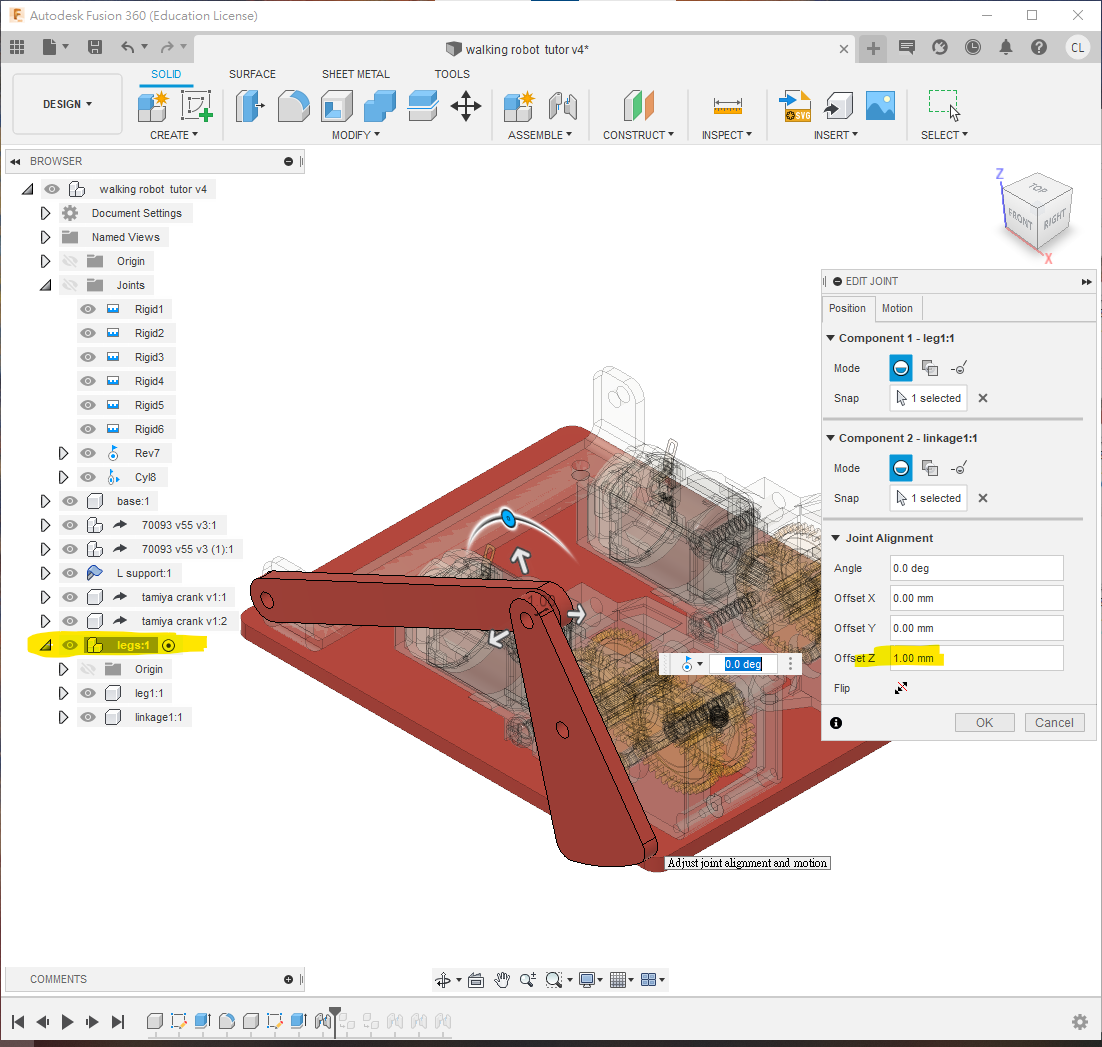 Autodesk Fusion 360 (Education License)
walking robot tutor v4*
CL
DESIGN
SOLID
SURFACE
SHEET METAL
TOOLS
CREATE
MODIFY
ASSEMBLE
CONSTRUCT
INSPECT
INSERT
SVG
SELECT
BROWSER
walking robot tutor v4
Document Settings
Named Views
Origin
Joints
Rigid1
Rigid2
Rigid3
Rigid4
Rigid5
Rigid6
Rev7
Cyl8
base:1
70093 v55 v3:1
70093 v55 v3 (1):1
L support:1
tamiya crank v1:1
tamiya crank v1:2
legs:1
Origin
leg1:1
linkage1:1
Z
TOP
FRONT
RIGHT
X
EDIT JOINT
Position
Motion
Component 1 - leg1:1
Mode
Snap
1 selected
Component 2 - linkage1:1
Mode
Snap
1 selected
Joint Alignment
Angle
0.0 deg
Offset X
0.00 mm
Offset Y
0.00 mm
Offset Z
1.00 mm
Flip
OK
Cancel
0.0 deg
Adjust joint alignment and motion
COMMENTS